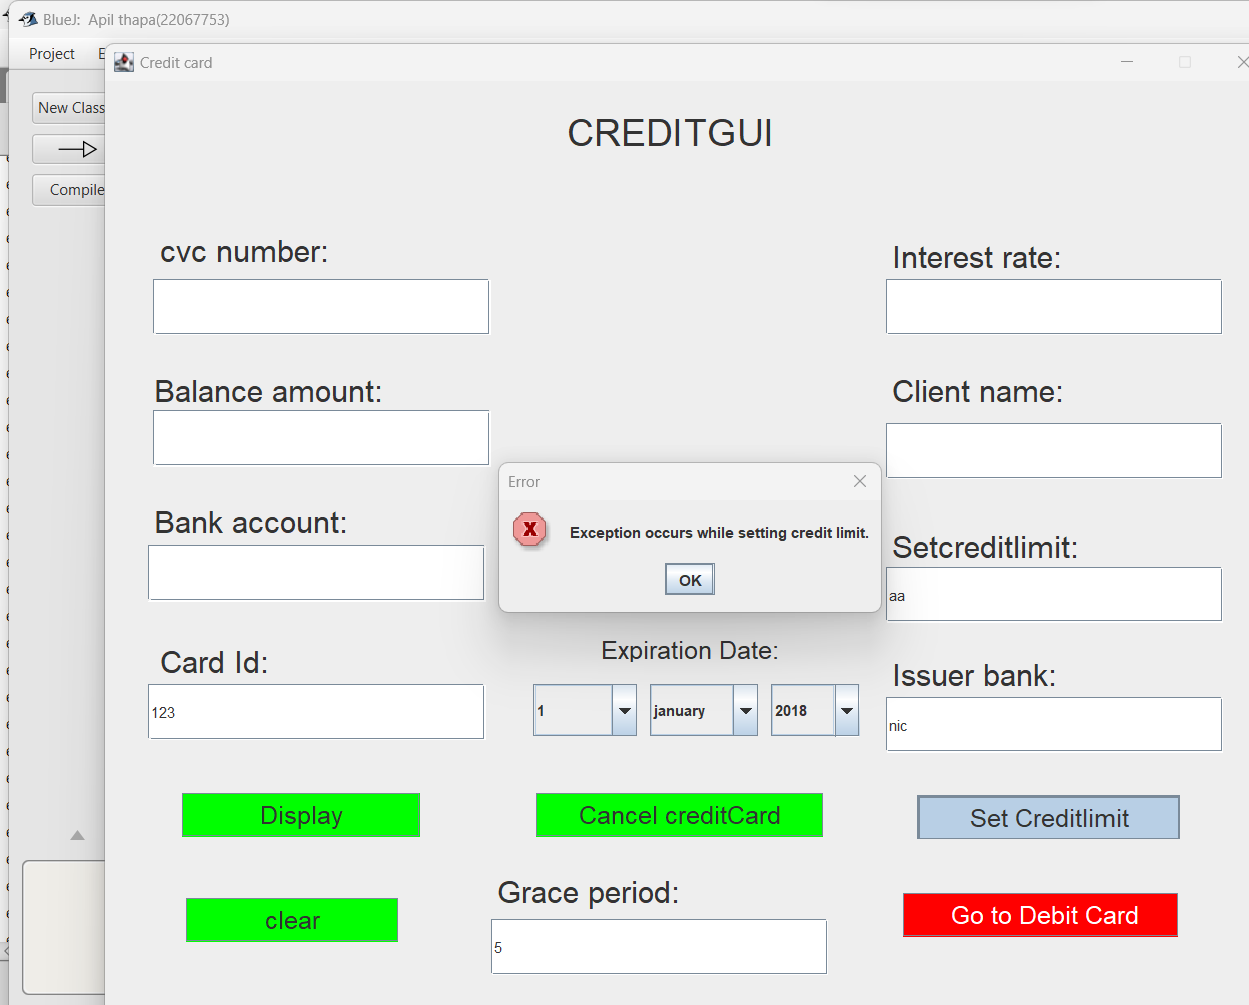 BlueJ: Apil thapa(22067753)
Project E
Credit card
New Class
Compile
CREDITGUI
cvc number:
Interest rate:
Balance amount:
Client name:
Error
Exception occurs while setting credit limit.
OK
Bank account:
Setcreditlimit:
aa
Expiration Date:
Card Id:
Issuer bank:
123
1
january
2018
nic
Display
Cancel creditCard
Set Creditlimit
Grace period:
clear
Go to Debit Card
5